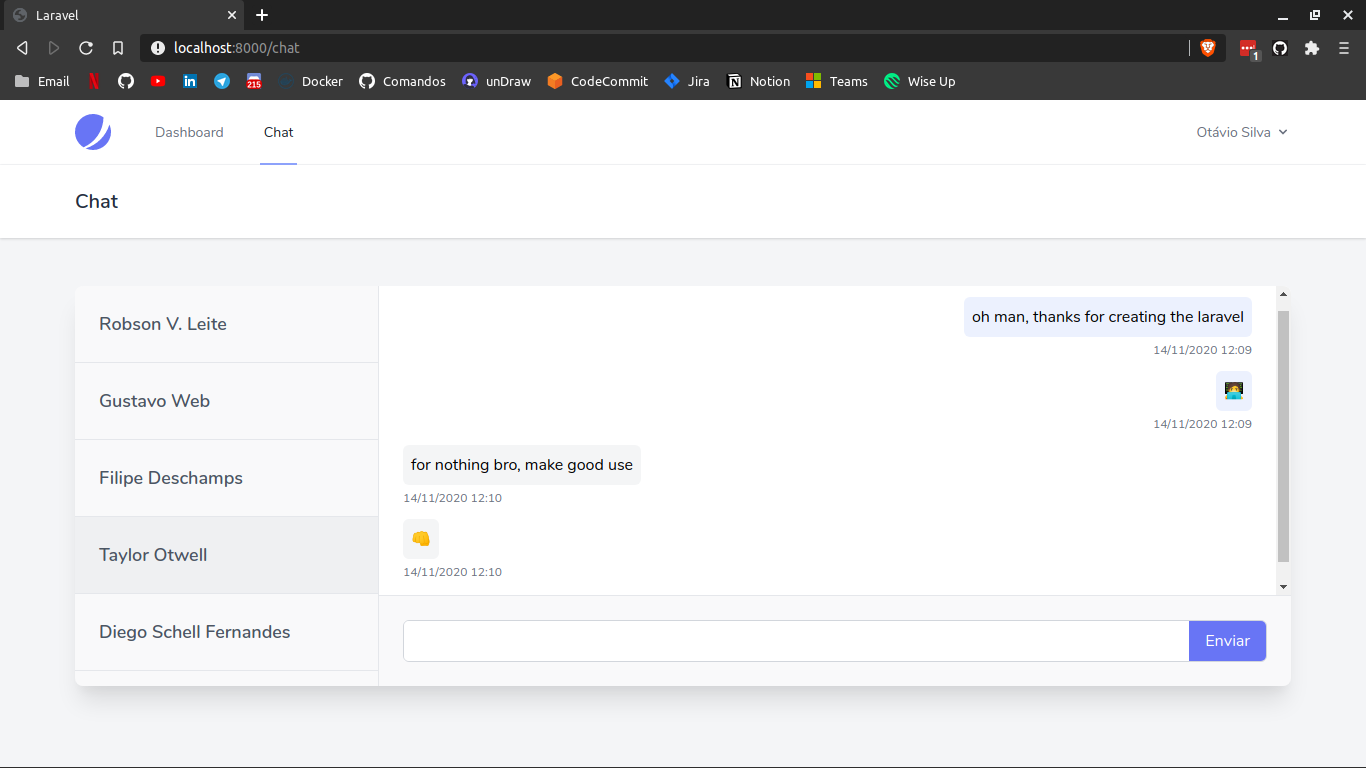 Laravel
localhost:8000/chat
1
Email
215
Docker
Comandos
unDraw
CodeCommit
Jira
Notion
Teams
Wise Up
Dashboard
Chat
Otávio Silva
Chat
Robson V. Leite
Gustavo Web
Filipe Deschamps
Taylor Otwell
Diego Schell Fernandes
oh man, thanks for creating the laravel
14/11/2020 12:09
🧑‍💻
14/11/2020 12:09
for nothing bro, make good use
14/11/2020 12:10
👊
14/11/2020 12:10
Enviar